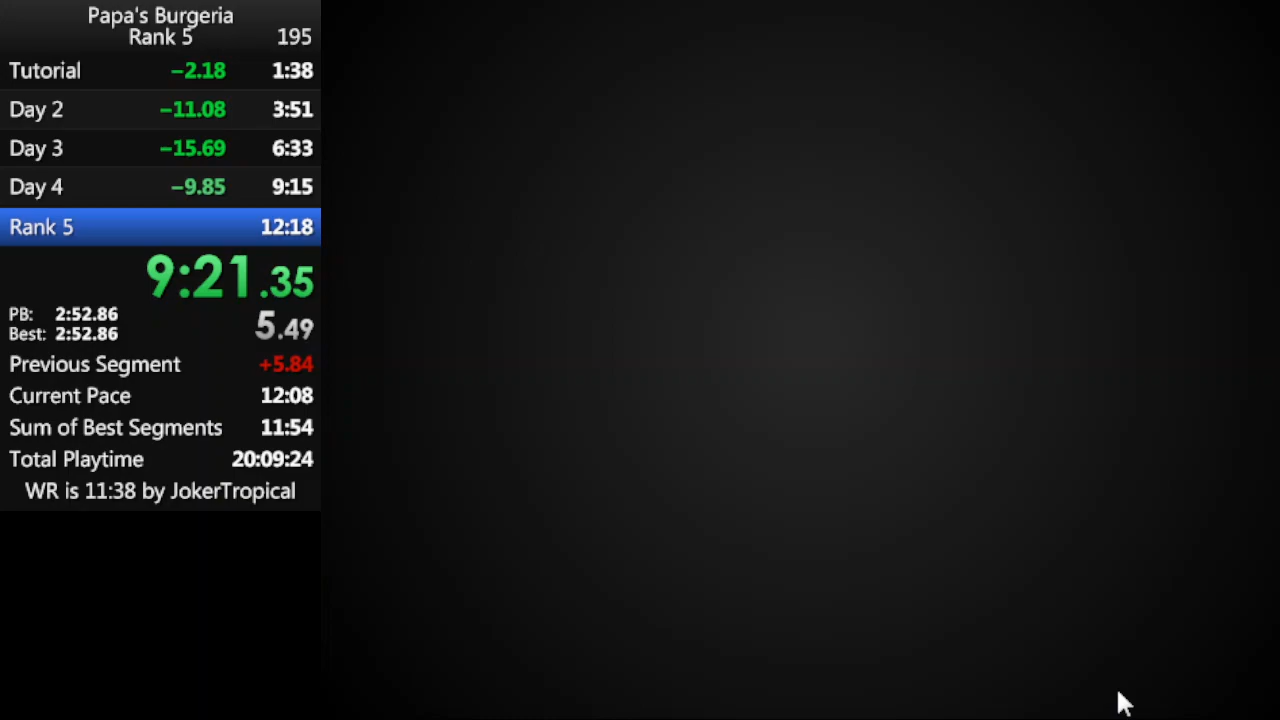 Papa's Burgeria
Rank 5 195
Tutorial −2.18 1:38
Day 2 −11.08 3:51
Day 3 −15.69 6:33
Day 4 −9.85 9:15
Rank 5 12:18
9:21.35
PB: 2:52.86
Best: 2:52.86 5.49
Previous Segment +5.84
Current Pace 12:08
Sum of Best Segments 11:54
Total Playtime 20:09:24
WR is 11:38 by JokerTropical